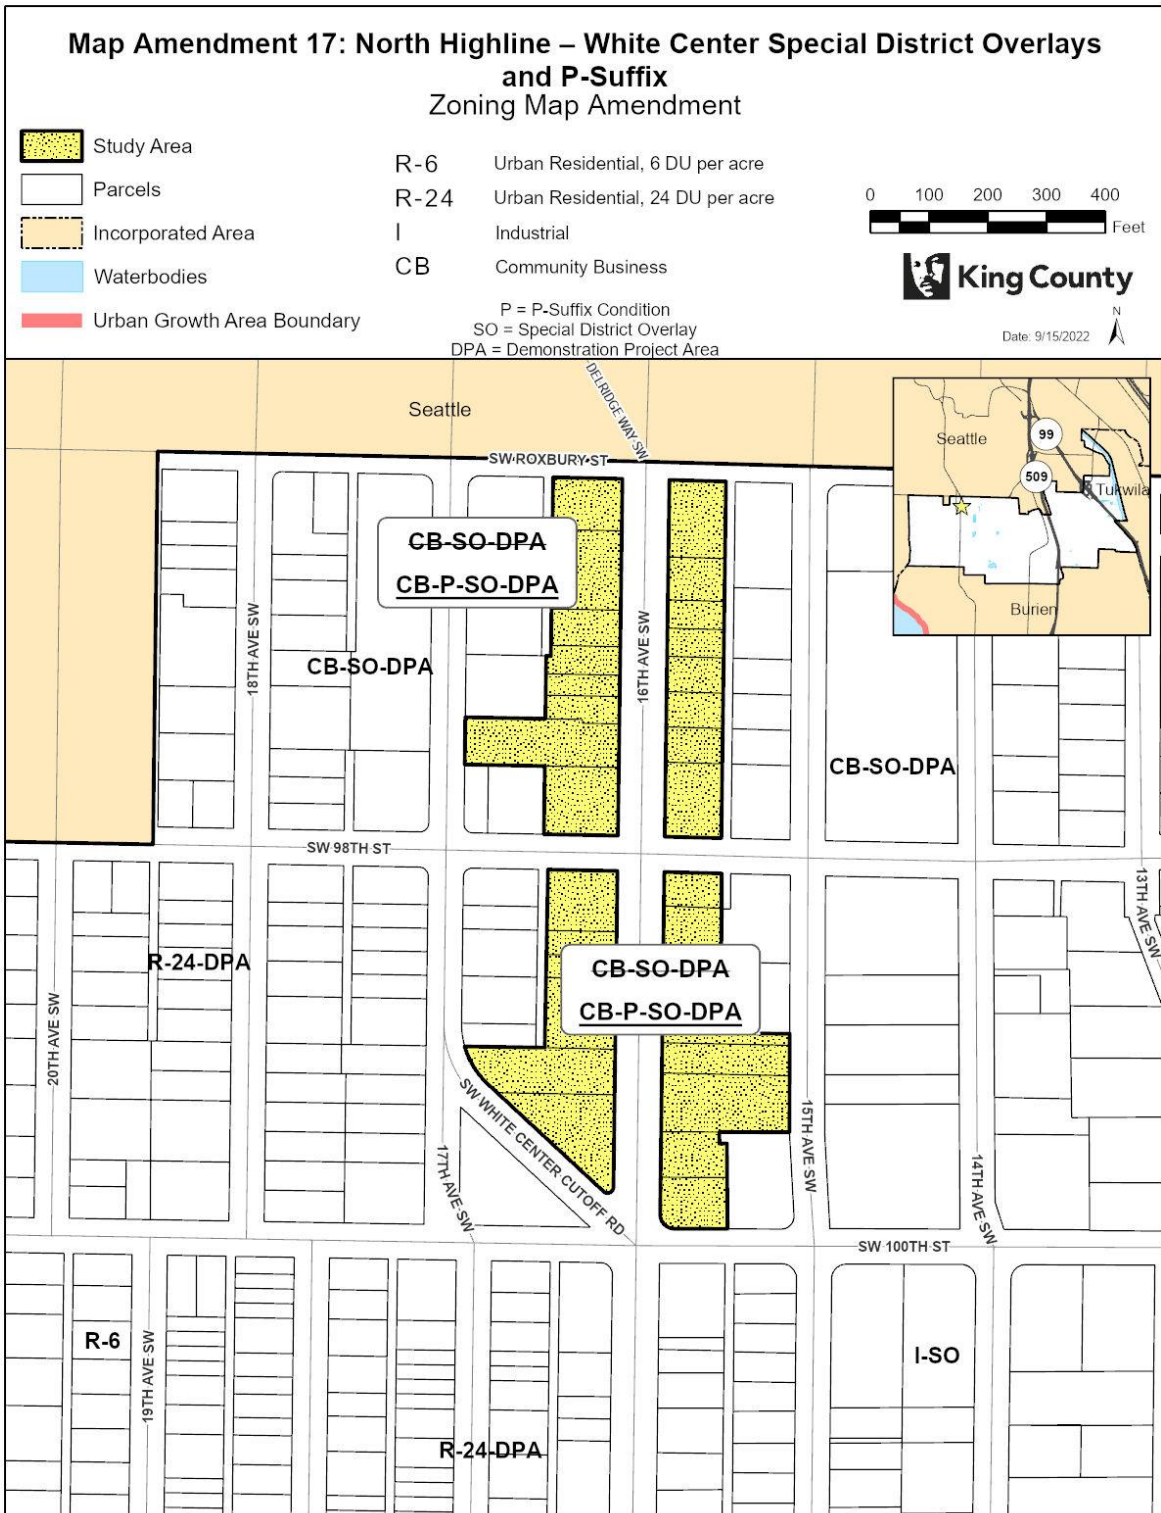 Map Amendment 17: North Highline – White Center Special District Overlays
and P-Suffix
Zoning Map Amendment
Study Area
Parcels
Incorporated Area
Waterbodies
Urban Growth Area Boundary
R-6 Urban Residential, 6 DU per acre
R-24 Urban Residential, 24 DU per acre
I Industrial
CB Community Business
P = P-Suffix Condition
SO = Special District Overlay
DPA = Demonstration Project Area
0 100 200 300 400
Feet
King County
N
Date: 9/15/2022
Seattle
DELRIDGE WAY SW
SW ROXBURY ST
Seattle
99
509
Tukwila
Burien
CB-SO-DPA
CB-P-SO-DPA
18TH AVE SW
16TH AVE SW
CB-SO-DPA
CB-SO-DPA
SW 98TH ST
13TH AVE SW
R-24-DPA
CB-SO-DPA
CB-P-SO-DPA
20TH AVE SW
SW WHITE CENTER CUTOFF RD
17TH AVE SW
15TH AVE SW
14TH AVE SW
SW 100TH ST
R-6
19TH AVE SW
I-SO
R-24-DPA